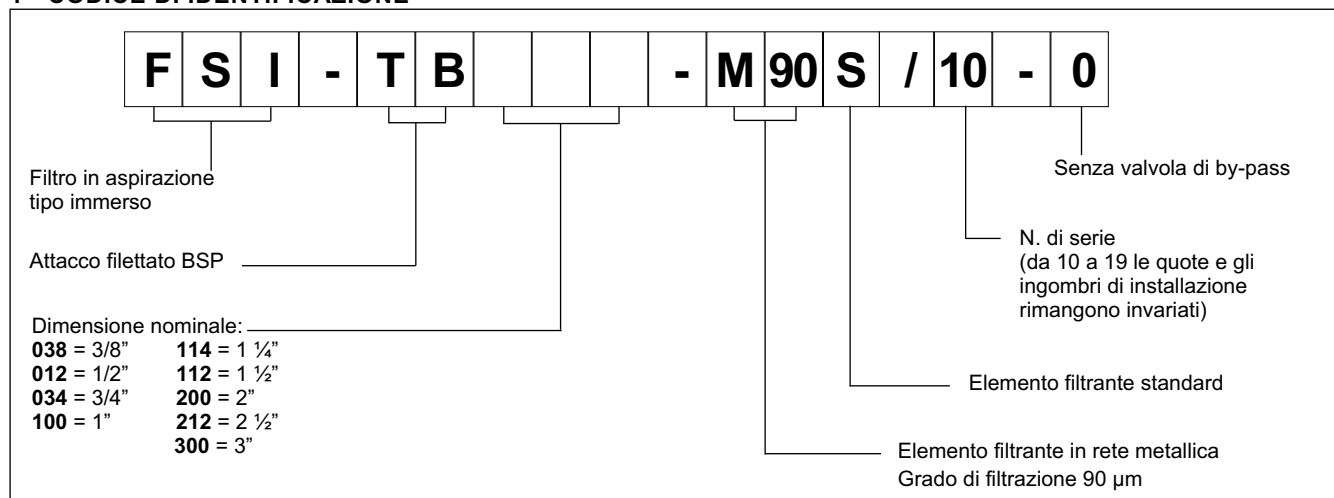 F S I - T B - M 90 S / 10 - 0
Filtro in aspirazione
tipo immerso
Attacco filettato BSP
Dimensione nominale:
038 = 3/8” 114 = 1 ¼”
012 = 1/2” 112 = 1 ½”
034 = 3/4” 200 = 2”
100 = 1” 212 = 2 ½”
300 = 3”
Senza valvola di by-pass
N. di serie
(da 10 a 19 le quote e gli
ingombri di installazione
rimangono invariati)
Elemento filtrante standard
Elemento filtrante in rete metallica
Grado di filtrazione 90 µm